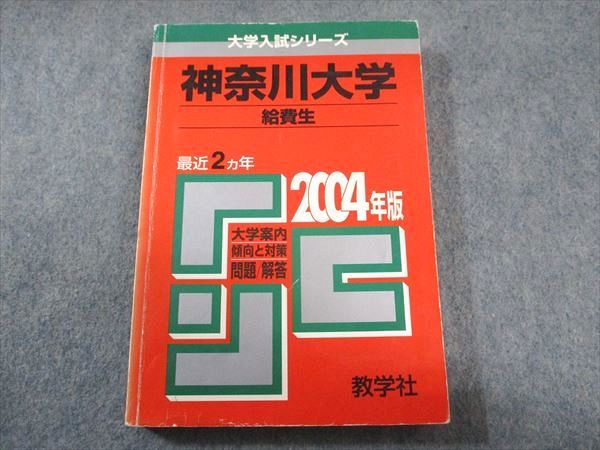 大学入試シリーズ
神奈川大学
給費生
最近2ヵ年
2004年版
大学案内
傾向と対策
問題/解答
教学社